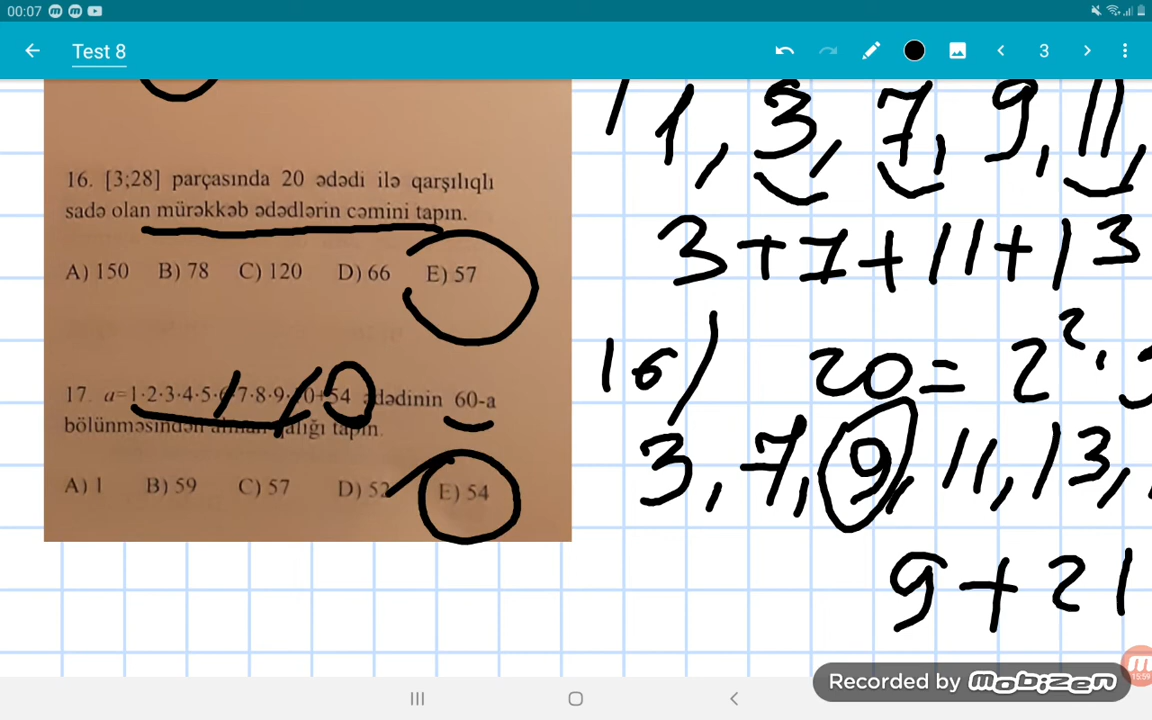 00:07
Test 8
3
16. [3;28] parçasında 20 ədədi ilə qarşılıqlı
sadə olan mürəkkəb ədədlərin cəmini tapın.
A) 150 B) 78 C) 120 D) 66 E) 57
17. a=1·2·3·4·5·6·7·8·9·10+54 ədədinin 60-a
bölünməsindən alınan qalığı tapın.
A) 1 B) 59 C) 57 D) 52 E) 54
1, 3, 7, 9, 11,
3+7+11+13
16) 20=2²·
3, 7, 9, 11, 13,
9+21
Recorded by mobizen
15:59